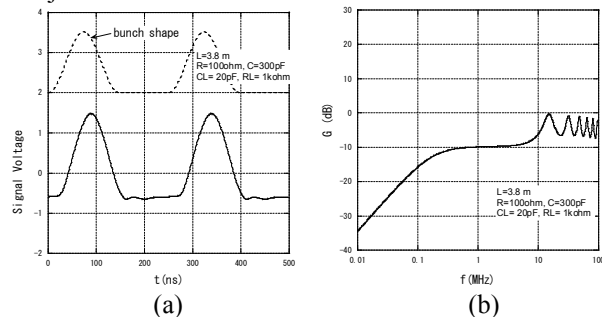 4
3
2
1
0
-1
-2
Signal Voltage
bunch shape
L=3.8 m
R=100ohm, C=300pF
CL= 20pF, RL= 1kohm
0
100
200
300
400
500
t(ns)
(a)
30
20
10
0
-10
-20
-30
-40
G (dB)
L=3.8 m
R=100ohm, C=300pF
CL= 20pF, RL= 1kohm
0.01
0.1
1
10
100
f(MHz)
(b)